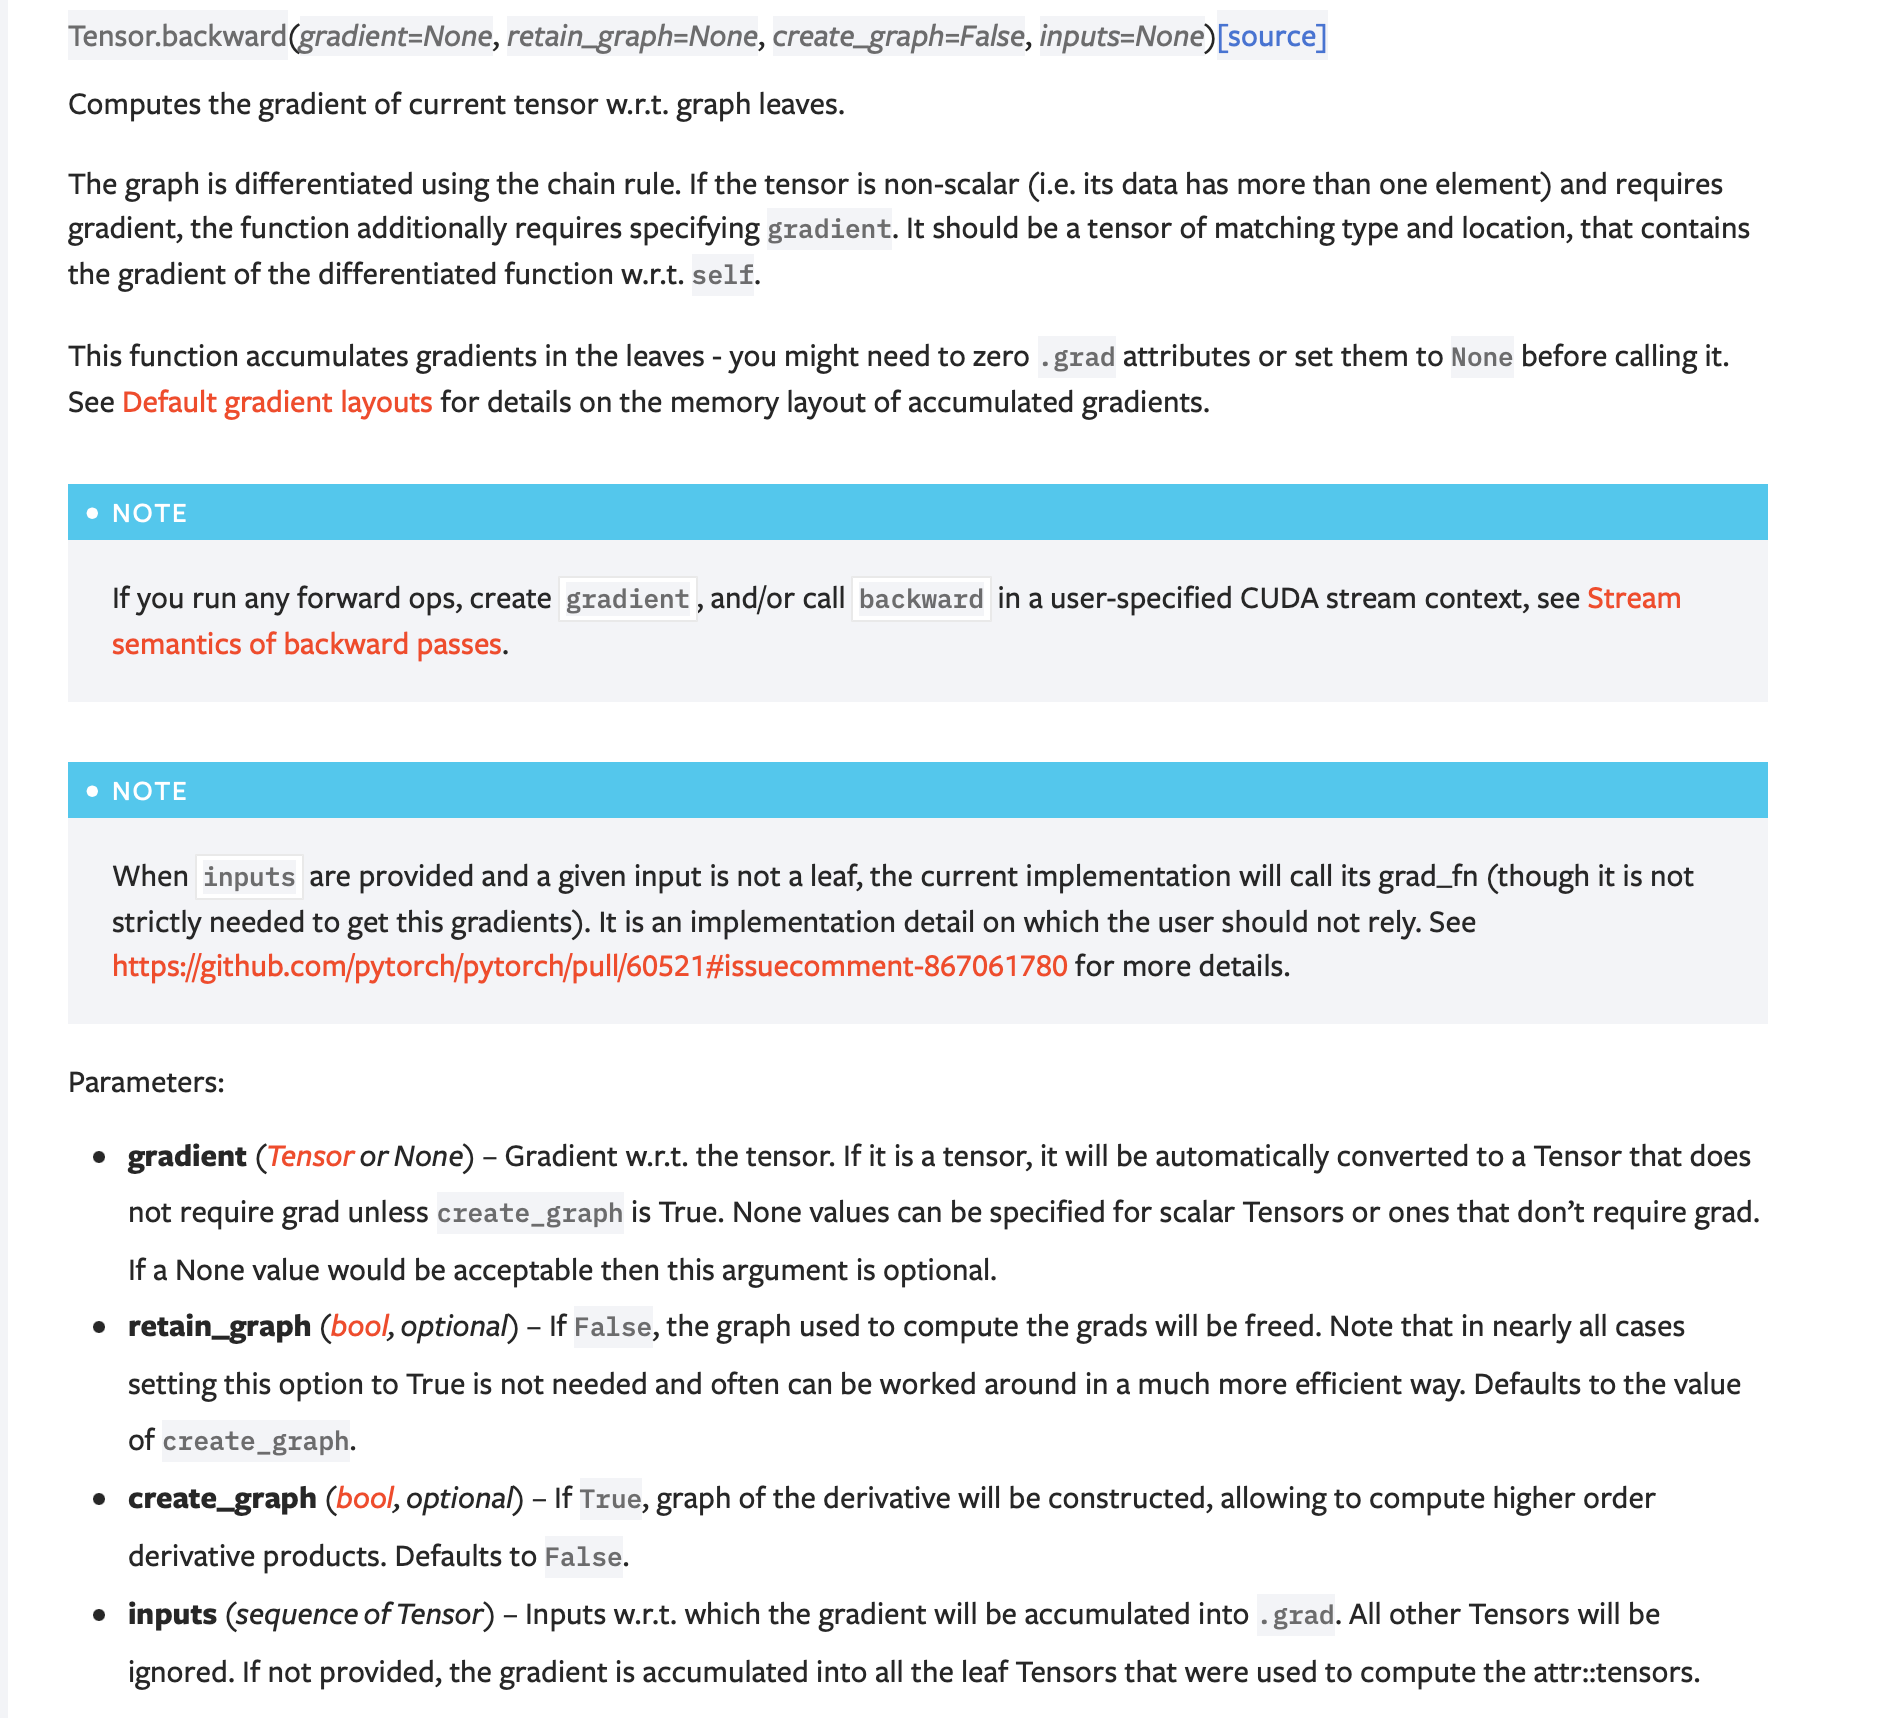 Tensor.backward(gradient=None, retain_graph=None, create_graph=False, inputs=None)[source]
Computes the gradient of current tensor w.r.t. graph leaves.
The graph is differentiated using the chain rule. If the tensor is non-scalar (i.e. its data has more than one element) and requires
gradient, the function additionally requires specifying gradient. It should be a tensor of matching type and location, that contains
the gradient of the differentiated function w.r.t. self.
This function accumulates gradients in the leaves - you might need to zero .grad attributes or set them to None before calling it.
See Default gradient layouts for details on the memory layout of accumulated gradients.
• NOTE
If you run any forward ops, create gradient, and/or call backward in a user-specified CUDA stream context, see Stream
semantics of backward passes.
• NOTE
When inputs are provided and a given input is not a leaf, the current implementation will call its grad_fn (though it is not
strictly needed to get this gradients). It is an implementation detail on which the user should not rely. See
https://github.com/pytorch/pytorch/pull/60521#issuecomment-867061780 for more details.
Parameters:
• gradient (Tensor or None) – Gradient w.r.t. the tensor. If it is a tensor, it will be automatically converted to a Tensor that does
not require grad unless create_graph is True. None values can be specified for scalar Tensors or ones that don’t require grad.
If a None value would be acceptable then this argument is optional.
• retain_graph (bool, optional) – If False, the graph used to compute the grads will be freed. Note that in nearly all cases
setting this option to True is not needed and often can be worked around in a much more efficient way. Defaults to the value
of create_graph.
• create_graph (bool, optional) – If True, graph of the derivative will be constructed, allowing to compute higher order
derivative products. Defaults to False.
• inputs (sequence of Tensor) – Inputs w.r.t. which the gradient will be accumulated into .grad. All other Tensors will be
ignored. If not provided, the gradient is accumulated into all the leaf Tensors that were used to compute the attr::tensors.